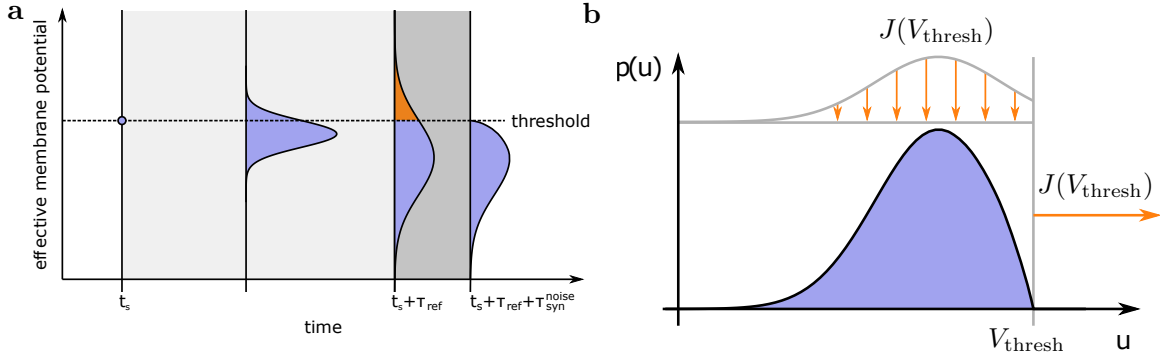 a
effective membrane potential
threshold
t_s
t_s+τ_ref
t_s+τ_ref+τ_syn^noise
time
b
J(V_thresh)
p(u)
J(V_thresh)
V_thresh
u